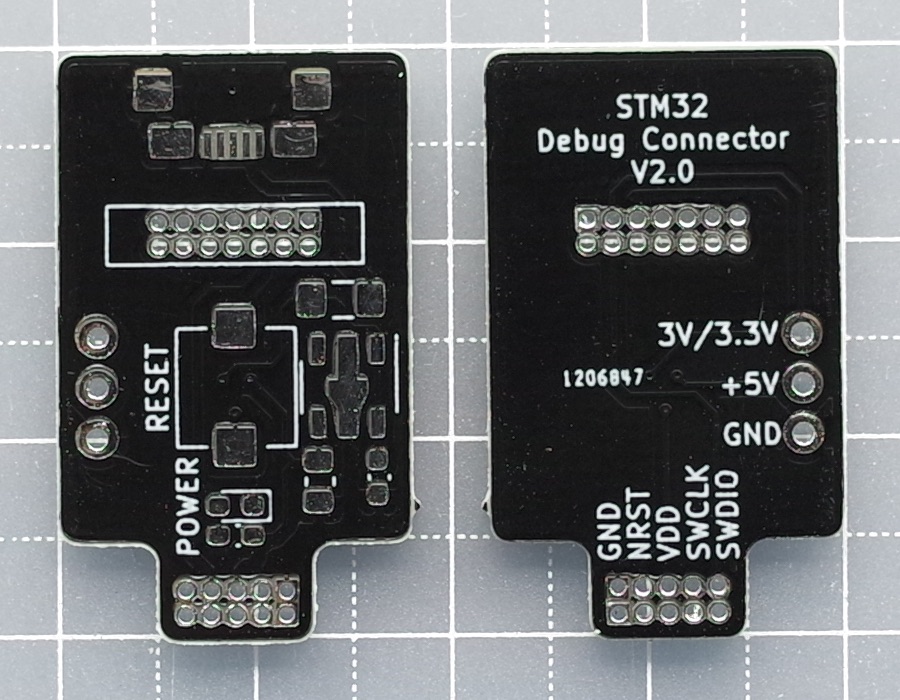 RESET
POWER
STM32
Debug Connector
V2.0
3V/3.3V
1206847
+5V
GND
GND
NRST
VDD
SWCLK
SWDIO